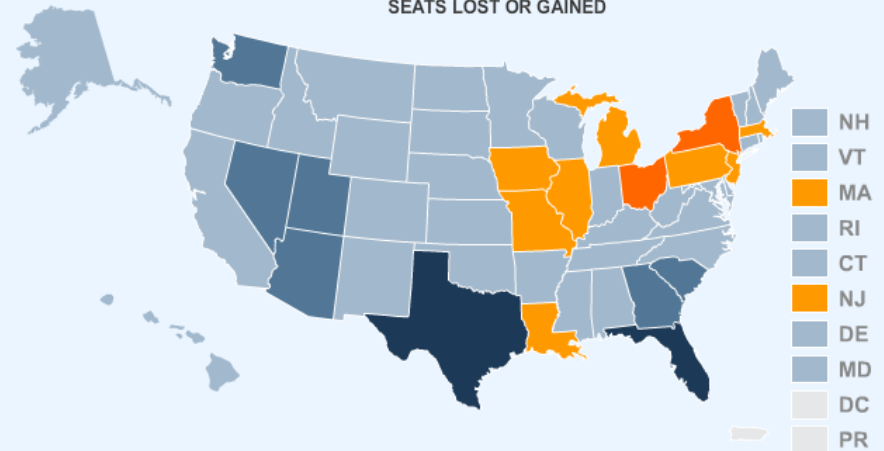 SEATS LOST OR GAINED
NH
VT
MA
RI
CT
NJ
DE
MD
DC
PR